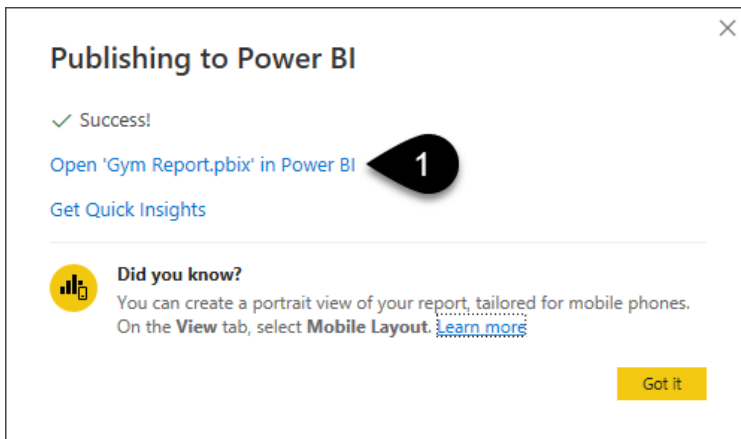 Publishing to Power BI
Success!
Open 'Gym Report.pbix' in Power BI
1
Get Quick Insights
Did you know?
You can create a portrait view of your report, tailored for mobile phones.
On the View tab, select Mobile Layout. Learn more
Got it